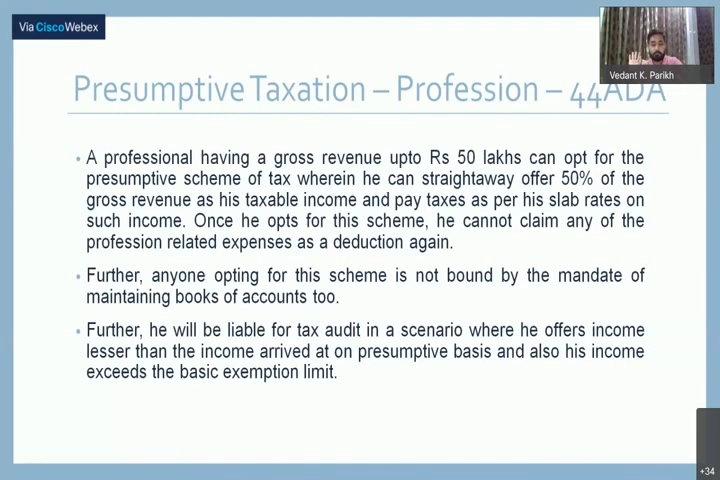 Via CiscoWebex
Vedant K. Parikh
Presumptive Taxation – Profession – 44ADA
• A professional having a gross revenue upto Rs 50 lakhs can opt for the
presumptive scheme of tax wherein he can straightaway offer 50% of the
gross revenue as his taxable income and pay taxes as per his slab rates on
such income. Once he opts for this scheme, he cannot claim any of the
profession related expenses as a deduction again.
• Further, anyone opting for this scheme is not bound by the mandate of
maintaining books of accounts too.
• Further, he will be liable for tax audit in a scenario where he offers income
lesser than the income arrived at on presumptive basis and also his income
exceeds the basic exemption limit.
+34